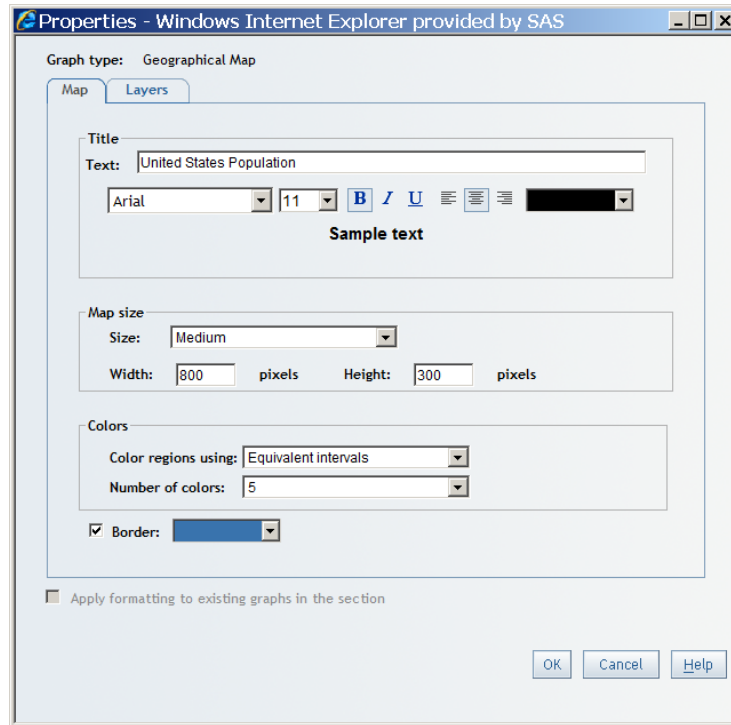 Properties - Windows Internet Explorer provided by SAS
Graph type: Geographical Map
Map Layers
Title
Text: United States Population
Arial 11 B I U
Sample text
Map size
Size: Medium
Width: 800 pixels Height: 300 pixels
Colors
Color regions using: Equivalent intervals
Number of colors: 5
Border:
Apply formatting to existing graphs in the section
OK Cancel Help